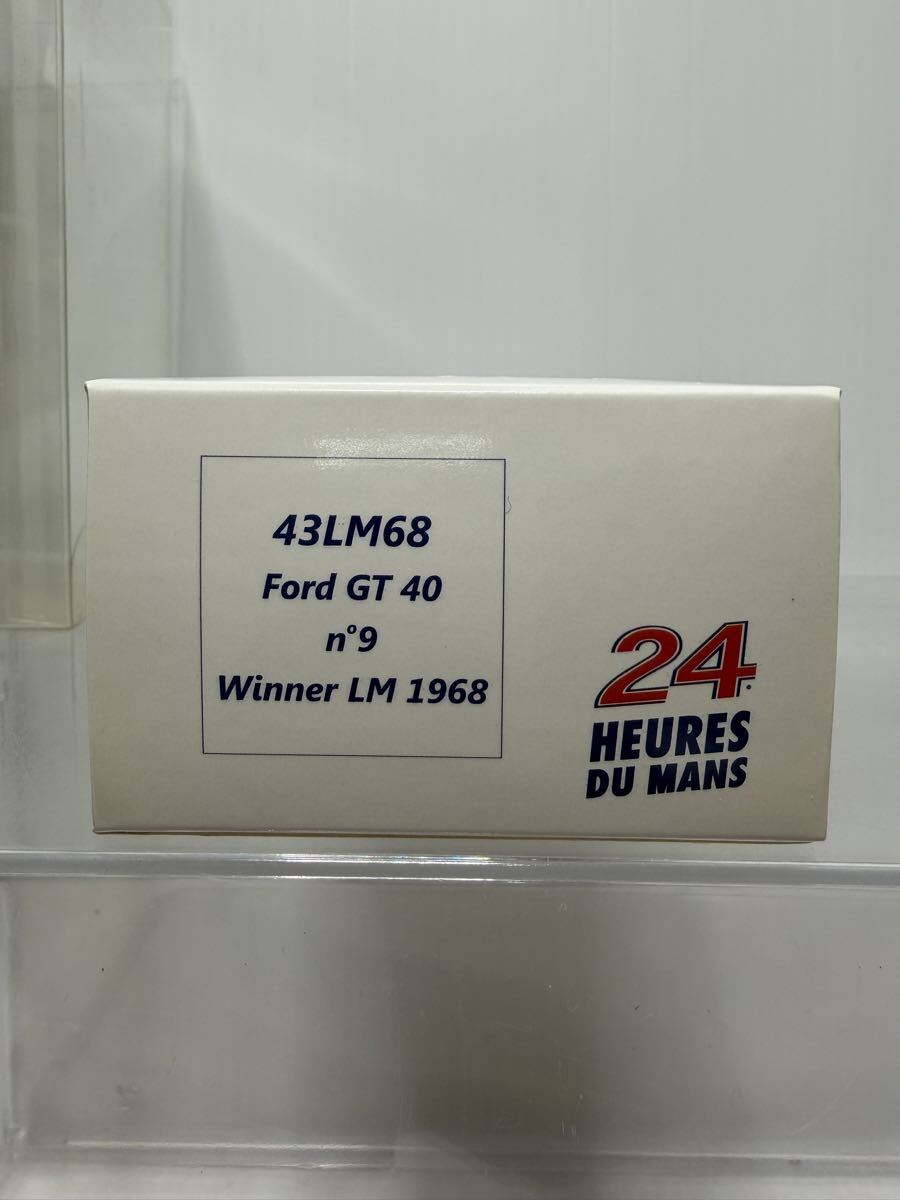 43LM68
Ford GT 40
n°9
Winner LM 1968
24
HEURES
DU MANS